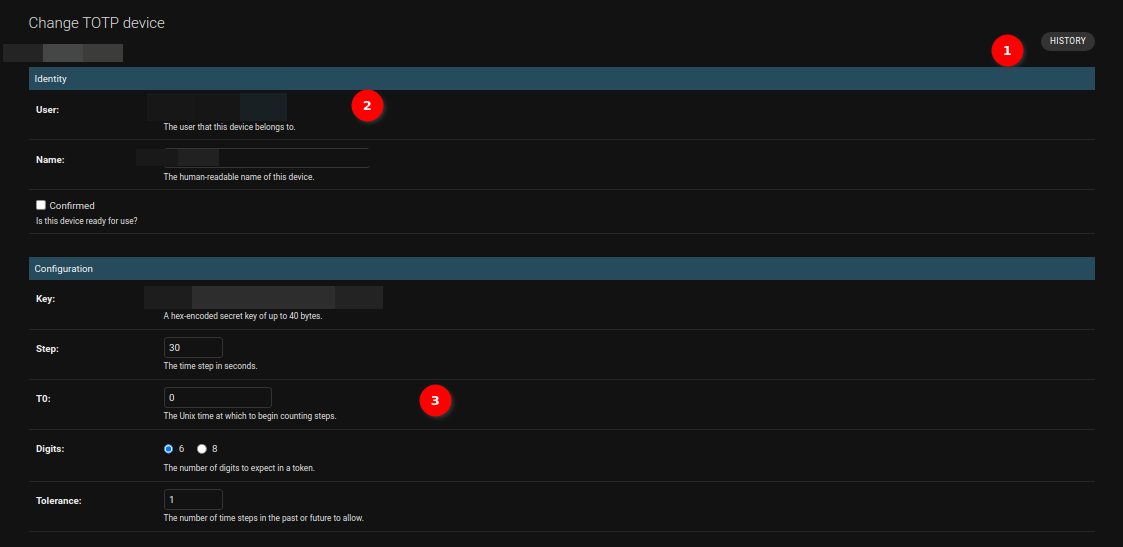 Change TOTP device
1
HISTORY
Identity
User:
2
The user that this device belongs to.
Name:
The human-readable name of this device.
Confirmed
Is this device ready for use?
Configuration
Key:
A hex-encoded secret key of up to 40 bytes.
Step:
30
The time step in seconds.
T0:
0
3
The Unix time at which to begin counting steps.
Digits:
6 8
The number of digits to expect in a token.
Tolerance:
1
The number of time steps in the past or future to allow.